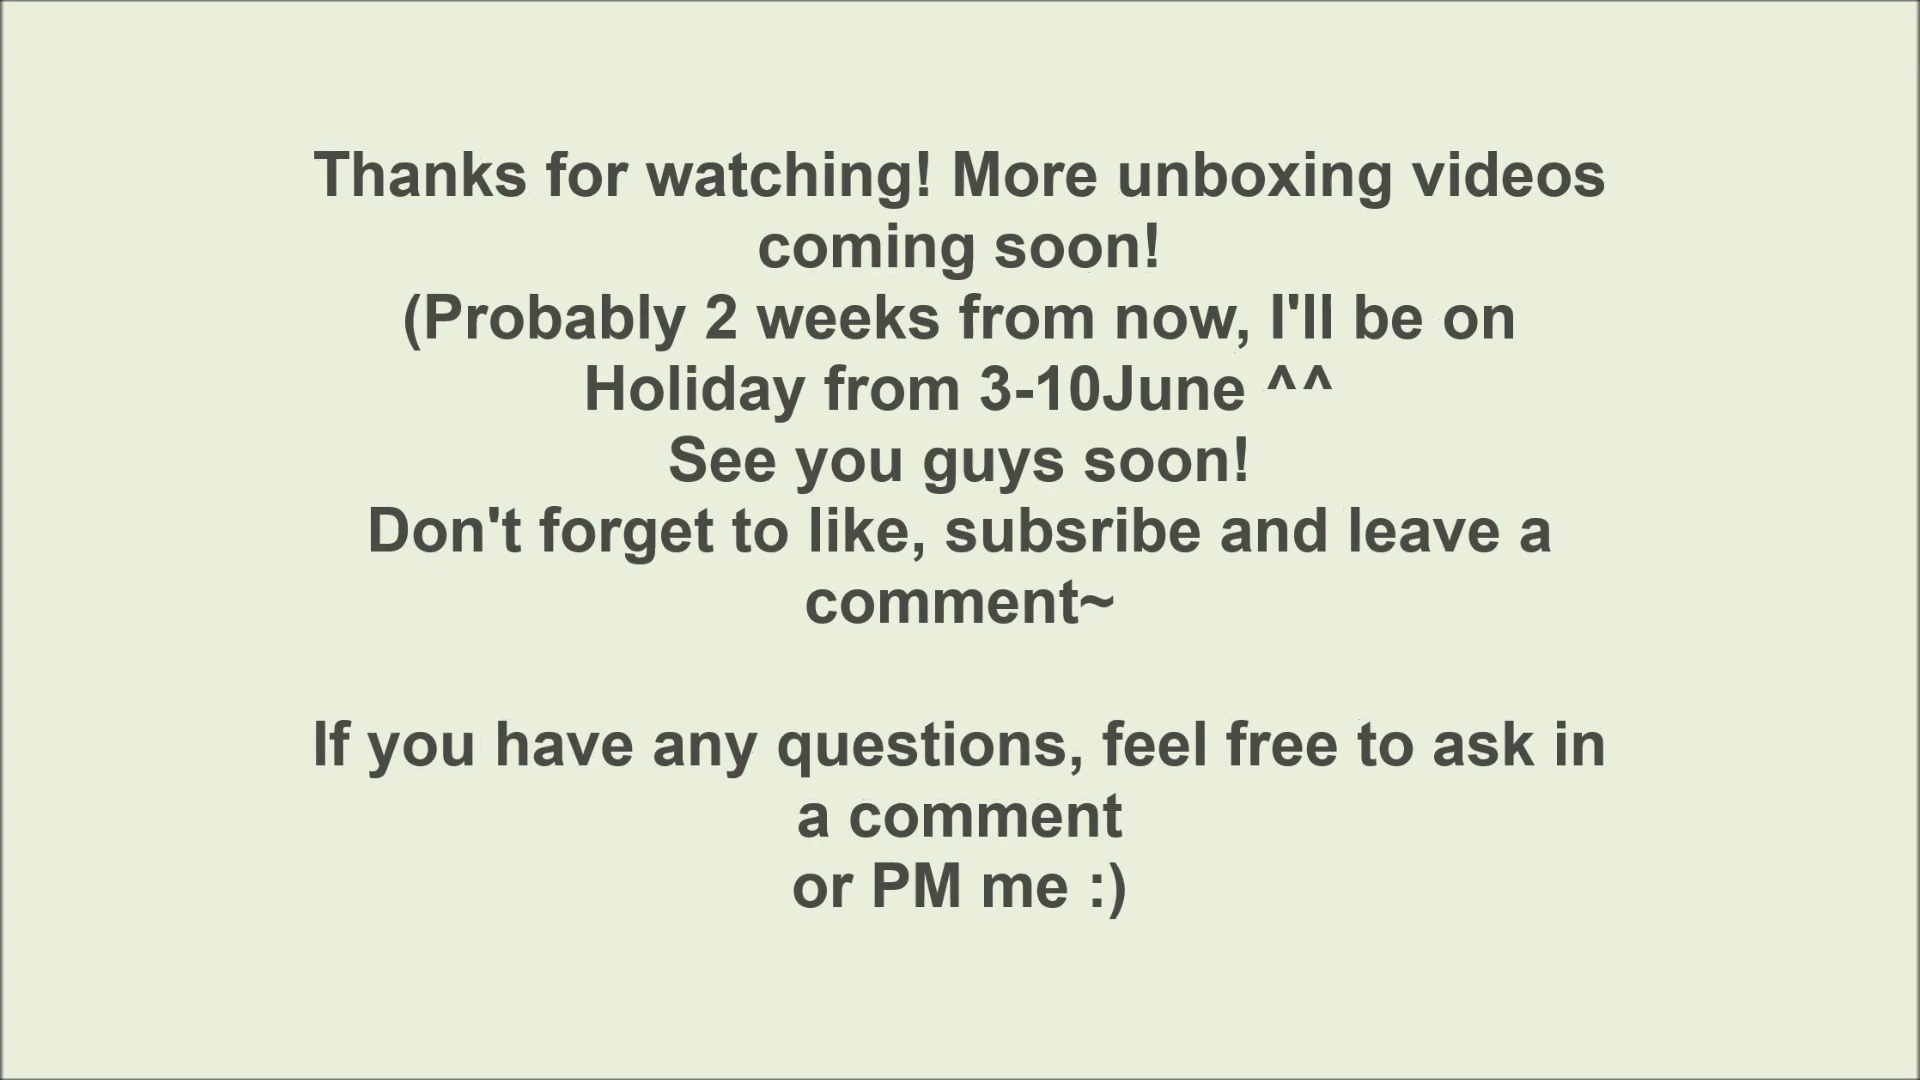 Thanks for watching! More unboxing videos
coming soon!
(Probably 2 weeks from now, I'll be on
Holiday from 3-10June ^^
See you guys soon!
Don't forget to like, subsribe and leave a
comment~
If you have any questions, feel free to ask in
a comment
or PM me :)